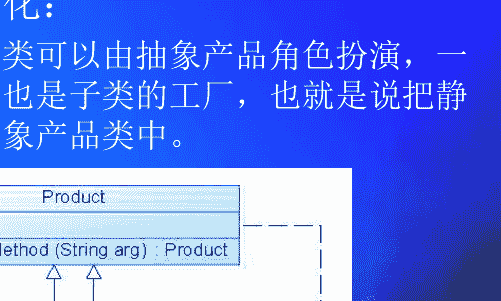 化：
类可以由抽象产品角色扮演，一
也是子类的工厂，也就是说把静
象产品类中。
Product
ethod (String arg) : Product